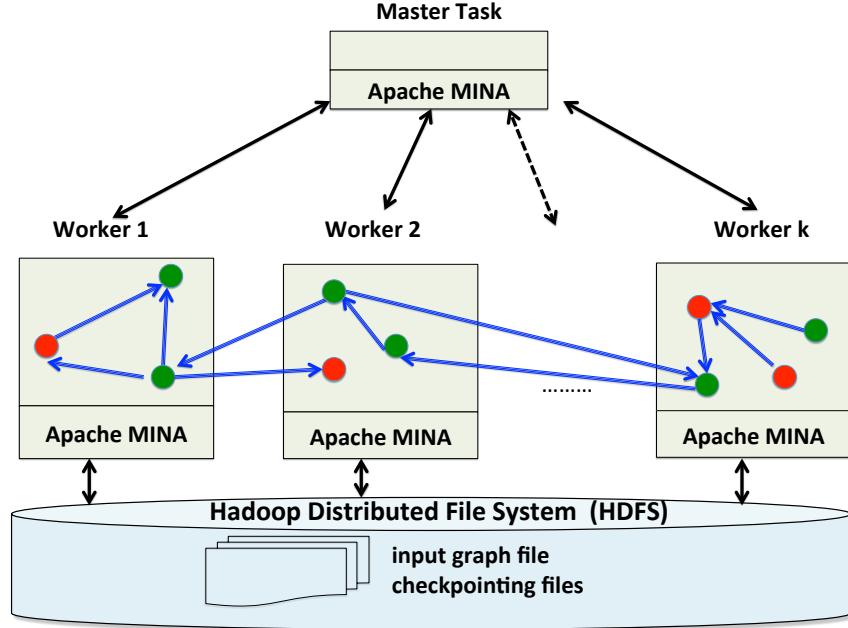 Master Task
Apache MINA
Worker 1
Worker 2
Worker k
.........
Apache MINA
Apache MINA
Apache MINA
Hadoop Distributed File System (HDFS)
input graph file
checkpointing files